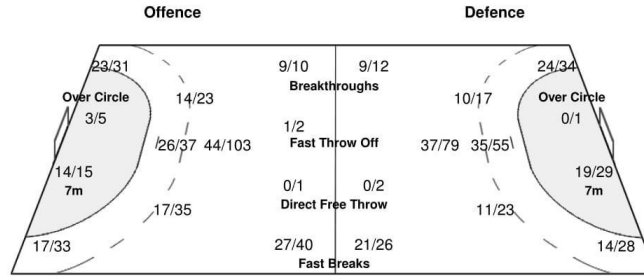 Offence Defence
23/31 9/10 9/12 24/34
Breakthroughs
Over Circle 14/23 10/17 Over Circle
3/5 1/2 0/1
26/37 44/103 Fast Throw Off 37/79 35/55
14/15 0/1 0/2 19/29
7m 7m
17/35 Direct Free Throw 11/23
17/33 27/40 21/26 14/28
Fast Breaks